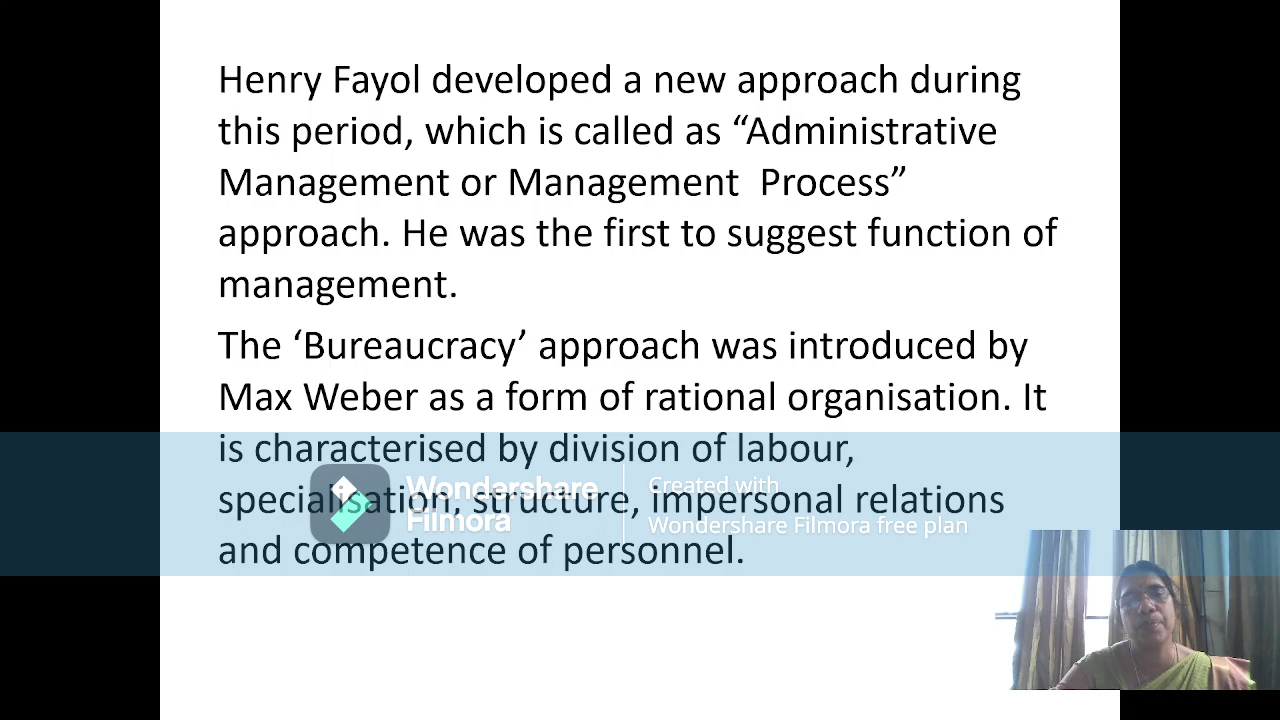 Henry Fayol developed a new approach during
this period, which is called as “Administrative
Management or Management  Process”
approach. He was the first to suggest function of
management.
The ‘Bureaucracy’ approach was introduced by
Max Weber as a form of rational organisation. It
is characterised by division of labour,
specialisation, structure, impersonal relations
and competence of personnel.
Wondershare
Filmora
Created with
Wondershare Filmora free plan